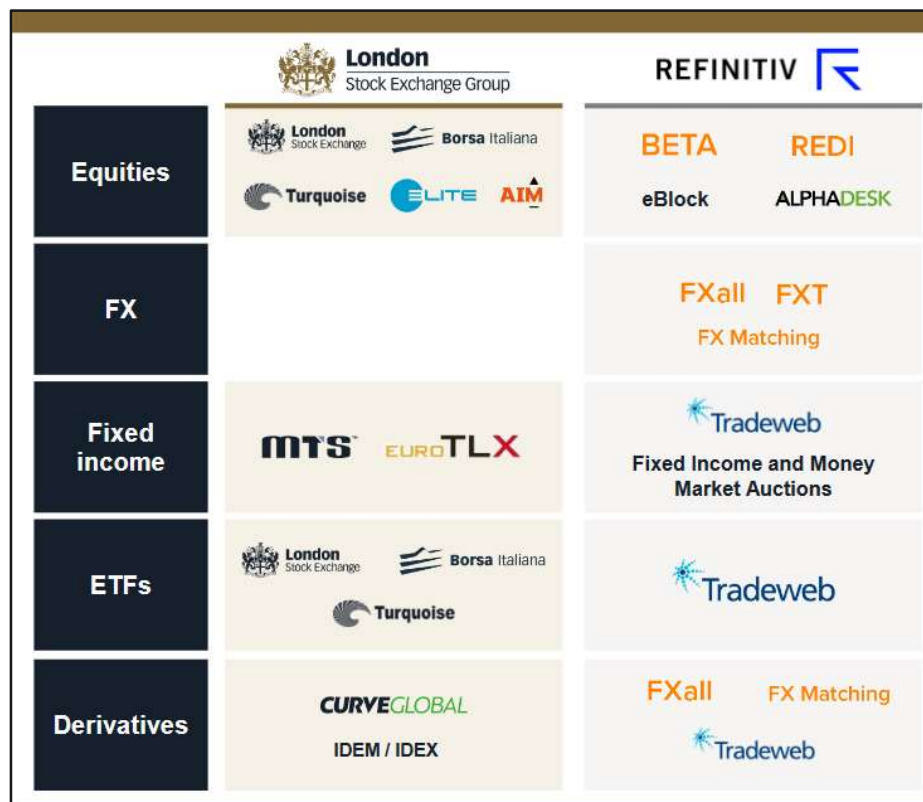 London
Stock Exchange Group
REFINITIV
Equities
London
Stock Exchange
Borsa Italiana
Turquoise
ELITE
AIM
BETA
REDI
eBlock
ALPHADESK
FX
FXall
FXT
FX Matching
Fixed
income
MTS
EUROTLX
Tradeweb
Fixed Income and Money
Market Auctions
ETFs
London
Stock Exchange
Borsa Italiana
Turquoise
Tradeweb
Derivatives
CURVEGLOBAL
IDEM / IDEX
FXall
FX Matching
Tradeweb